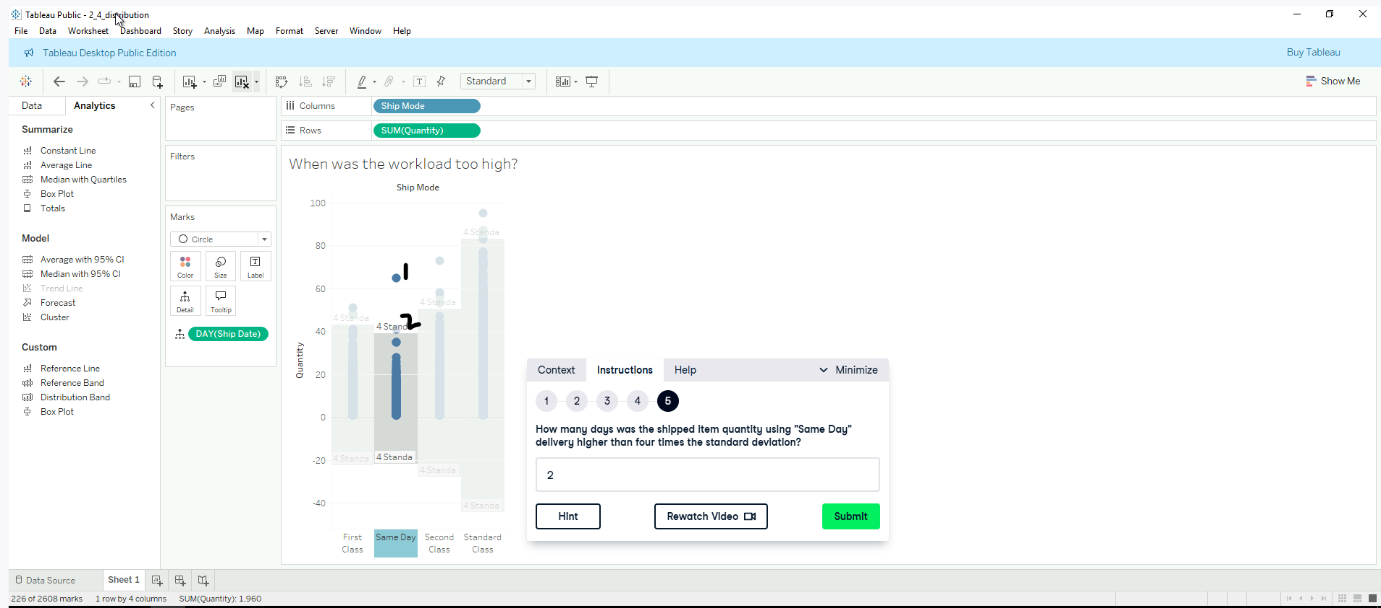 Tableau Public - 2_4_distribution
File Data Worksheet Dashboard Story Analysis Map Format Server Window Help
Tableau Desktop Public Edition Buy Tableau
Standard Show Me
Data Analytics Pages Columns Ship Mode
Rows SUM(Quantity)
Summarize
Constant Line
Average Line
Median with Quartiles
Box Plot
Totals
Model
Average with 95% CI
Median with 95% CI
Trend Line
Forecast
Cluster
Custom
Reference Line
Reference Band
Distribution Band
Box Plot
Filters
Marks
Circle
Color Size Label
Detail Tooltip
DAY(Ship Date)
When was the workload too high?
Ship Mode
Quantity
100
80
60
40
20
0
-20
-40
4 Standa
4 Standa
4 Standa
4 Standa
4 Standa
4 Standa
4 Standa
4 Standa
1
2
First Class
Same Day
Second Class
Standard Class
Context Instructions Help Minimize
1 2 3 4 5
How many days was the shipped item quantity using "Same Day"
delivery higher than four times the standard deviation?
2
Hint Rewatch Video Submit
Data Source Sheet 1
226 of 2608 marks 1 row by 4 columns SUM(Quantity): 1.960